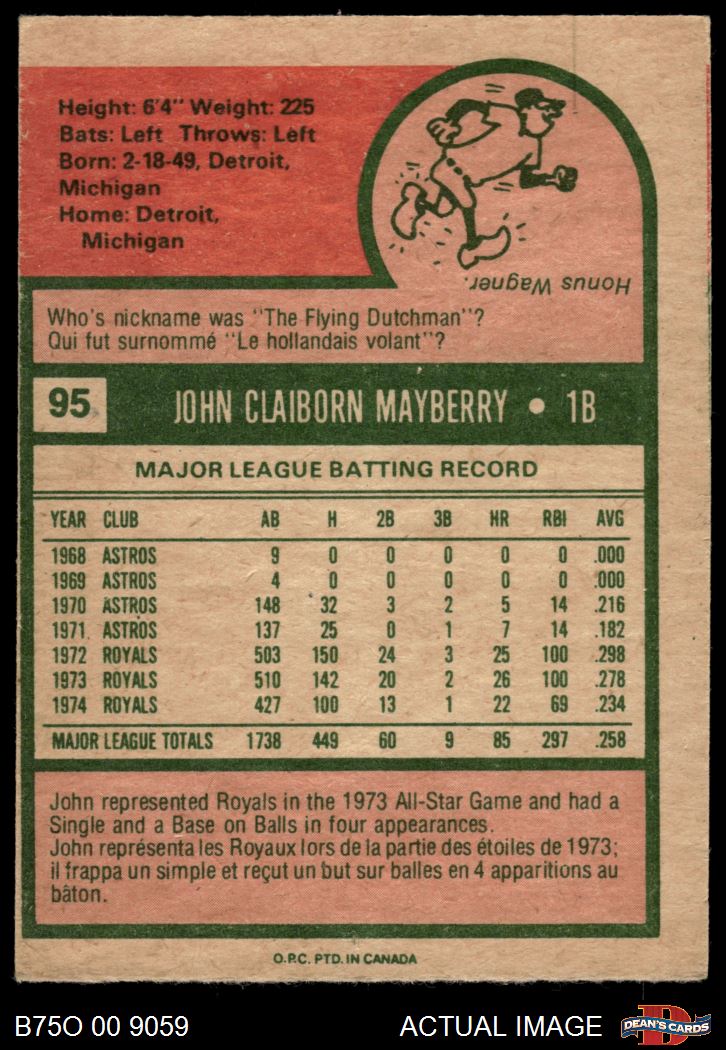 Height: 6'4" Weight: 225
Bats: Left Throws: Left
Born: 2-18-49, Detroit,
Michigan
Home: Detroit,
Michigan
Honus Wagner.
Who's nickname was "The Flying Dutchman"?
Qui fut surnommé "Le hollandais volant"?
95 JOHN CLAIBORN MAYBERRY • 1B
MAJOR LEAGUE BATTING RECORD
YEAR CLUB AB H 2B 3B HR RBI AVG
1968 ASTROS 9 0 0 0 0 0 .000
1969 ASTROS 4 0 0 0 0 0 .000
1970 ASTROS 148 32 3 2 5 14 .216
1971 ASTROS 137 25 0 1 7 14 .182
1972 ROYALS 503 150 24 3 25 100 .298
1973 ROYALS 510 142 20 2 26 100 .278
1974 ROYALS 427 100 13 1 22 69 .234
MAJOR LEAGUE TOTALS 1738 449 60 9 85 297 .258
John represented Royals in the 1973 All-Star Game and had a
Single and a Base on Balls in four appearances.
John représenta les Royaux lors de la partie des étoiles de 1973;
il frappa un simple et reçut un but sur balles en 4 apparitions au
bâton.
O.P.C. PTD. IN CANADA
B75O 00 9059 ACTUAL IMAGE
D
DEAN'S CARDS